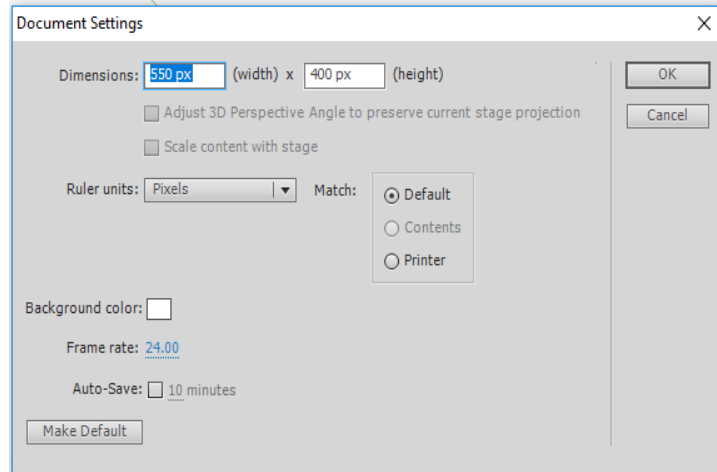 Document Settings
Dimensions: 550 px (width) x 400 px (height)
OK
Adjust 3D Perspective Angle to preserve current stage projection
Cancel
Scale content with stage
Ruler units: Pixels Match: Default
Contents
Printer
Background color:
Frame rate: 24.00
Auto-Save: 10 minutes
Make Default